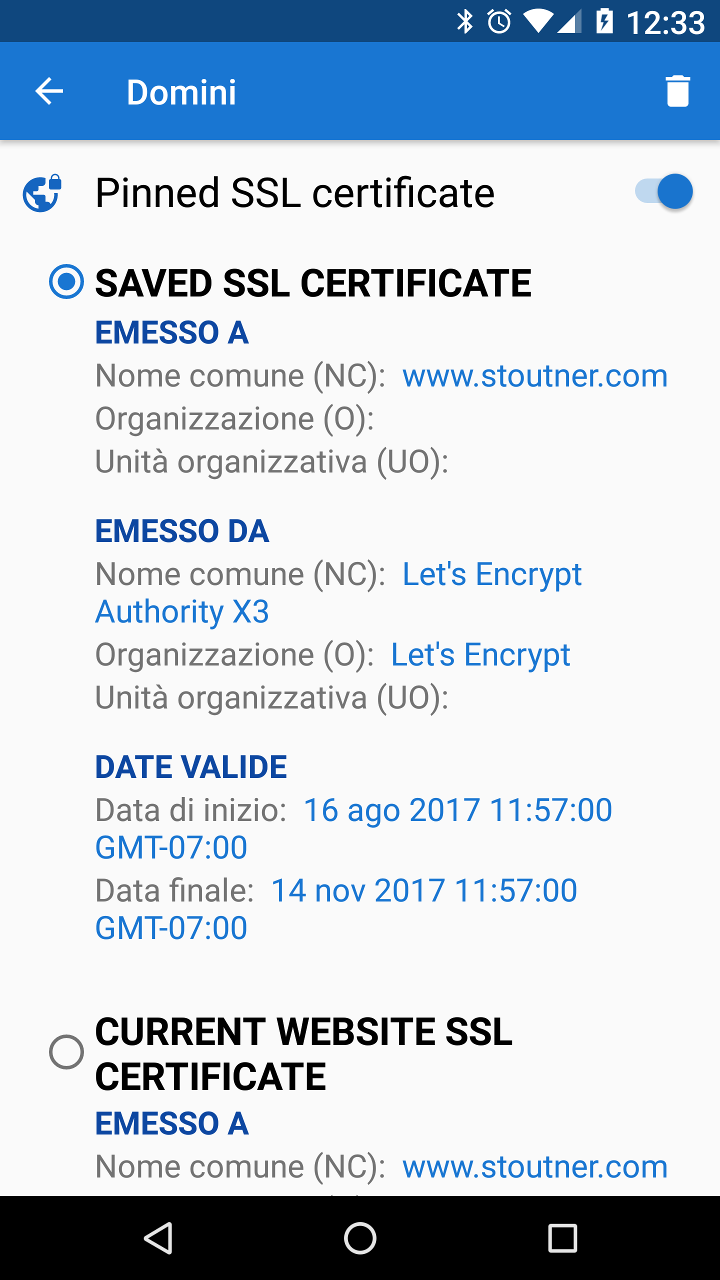 12:33
Domini
Pinned SSL certificate
SAVED SSL CERTIFICATE
EMESSO A
Nome comune (NC): www.stoutner.com
Organizzazione (O):
Unità organizzativa (UO):
EMESSO DA
Nome comune (NC): Let's Encrypt
Authority X3
Organizzazione (O): Let's Encrypt
Unità organizzativa (UO):
DATE VALIDE
Data di inizio: 16 ago 2017 11:57:00
GMT-07:00
Data finale: 14 nov 2017 11:57:00
GMT-07:00
CURRENT WEBSITE SSL
CERTIFICATE
EMESSO A
Nome comune (NC): www.stoutner.com